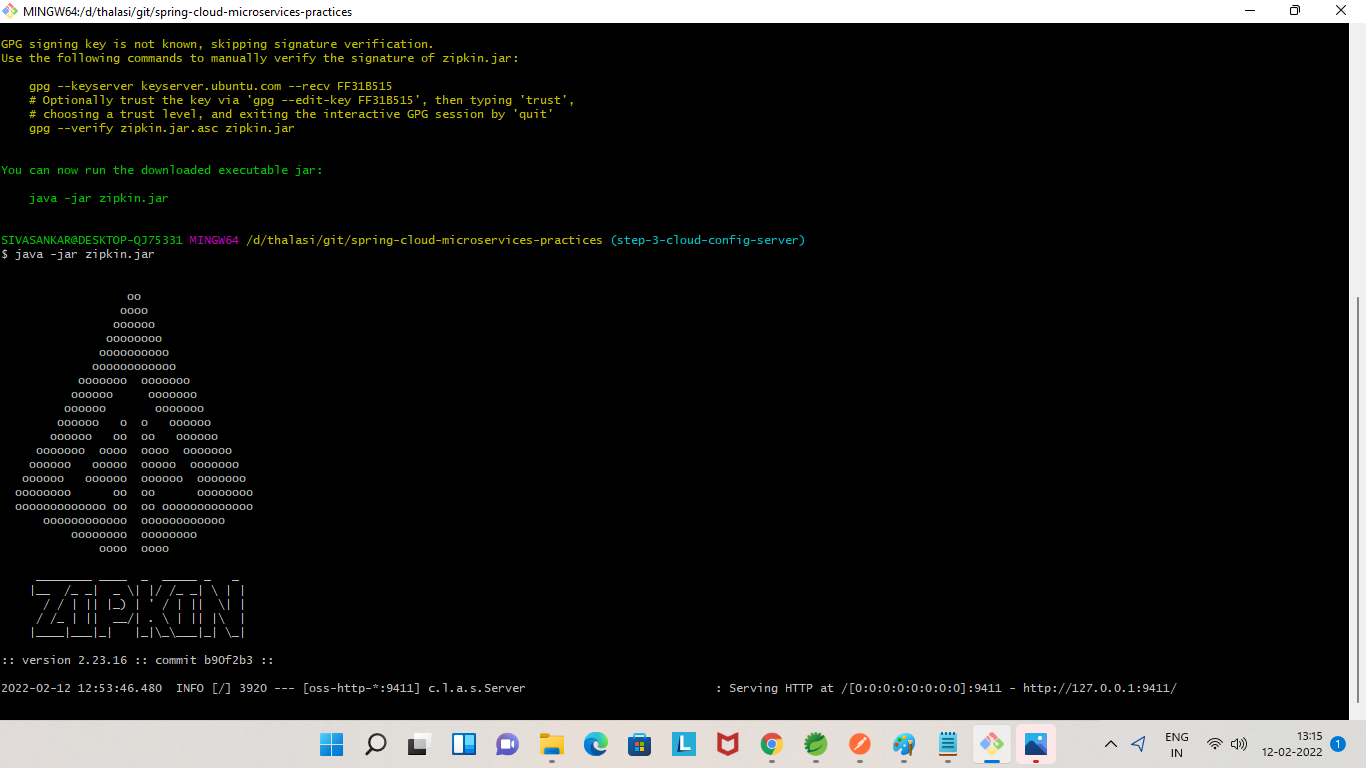 MINGW64:/d/thalasi/git/spring-cloud-microservices-practices
GPG signing key is not known, skipping signature verification.
Use the following commands to manually verify the signature of zipkin.jar:
    gpg --keyserver keyserver.ubuntu.com --recv FF31B515
    # Optionally trust the key via 'gpg --edit-key FF31B515', then typing 'trust',
    # choosing a trust level, and exiting the interactive GPG session by 'quit'
    gpg --verify zipkin.jar.asc zipkin.jar
You can now run the downloaded executable jar:
    java -jar zipkin.jar
SIVASANKAR@DESKTOP-QJ75331 MINGW64 /d/thalasi/git/spring-cloud-microservices-practices (step-3-cloud-config-server)
$ java -jar zipkin.jar
                  oo
                 oooo
                oooooo
               oooooooo
              oooooooooo
             oooooooooooo
           ooooooo  ooooooo
          oooooo     ooooooo
         oooooo       ooooooo
        oooooo   o  o   oooooo
       oooooo   oo  oo   oooooo
     ooooooo  oooo  oooo  ooooooo
    oooooo   ooooo  ooooo  ooooooo
   oooooo   oooooo  oooooo  ooooooo
  oooooooo      oo  oo      oooooooo
  ooooooooooooo oo  oo ooooooooooooo
      oooooooooooo  oooooooooooo
          oooooooo  oooooooo
              oooo  oooo
ZIPKIN
:: version 2.23.16 :: commit b90f2b3 ::
2022-02-12 12:53:46.480  INFO [/] 3920 --- [oss-http-*:9411] c.l.a.s.Server                           : Serving HTTP at /[0:0:0:0:0:0:0:0]:9411 - http://127.0.0.1:9411/
L
ENG
IN
13:15
12-02-2022
1